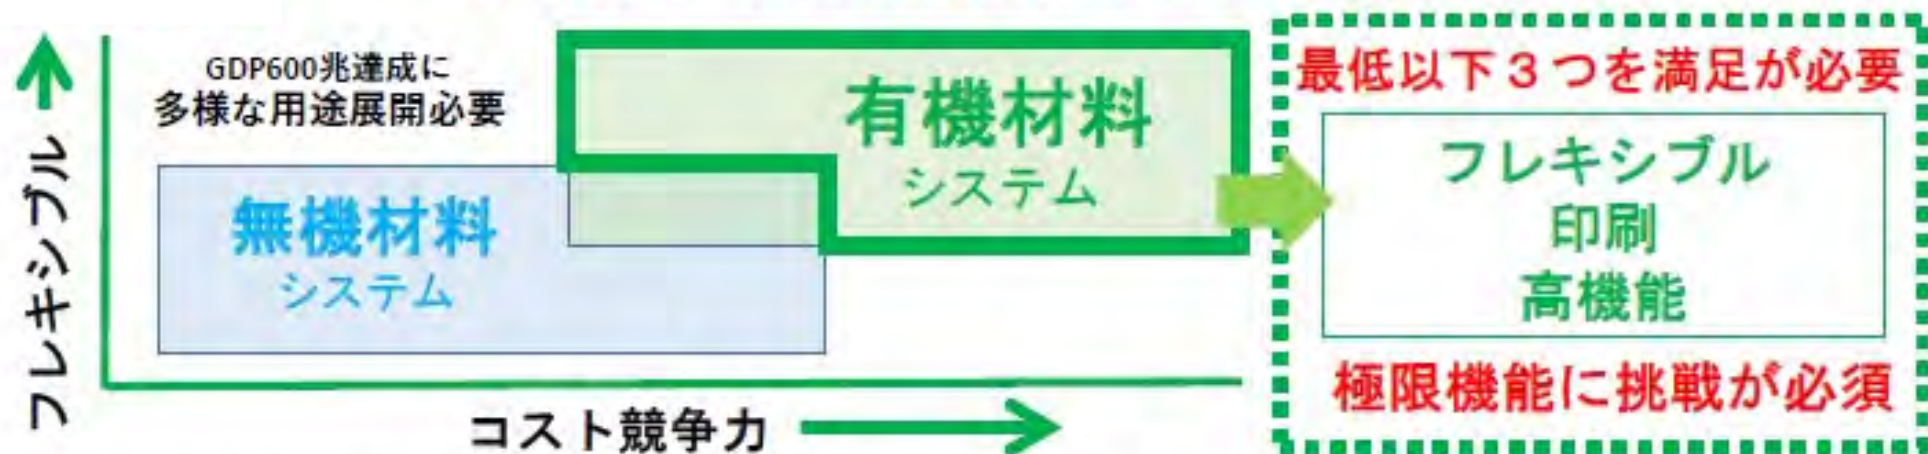 フレキシブル
GDP600兆達成に
多様な用途展開必要
無機材料
システム
有機材料
システム
コスト競争力
最低以下３つを満足が必要
フレキシブル
印刷
高機能
極限機能に挑戦が必須